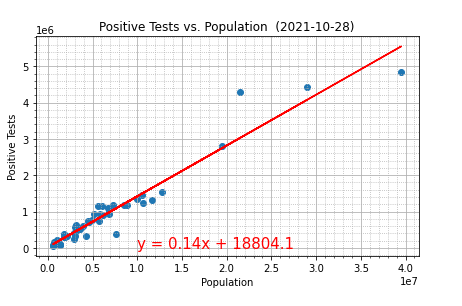 Positive Tests vs. Population  (2021-10-28)
1e6
5
4
3
2
1
0
Positive Tests
y = 0.14x + 18804.1
0.0 0.5 1.0 1.5 2.0 2.5 3.0 3.5 4.0
1e7
Population